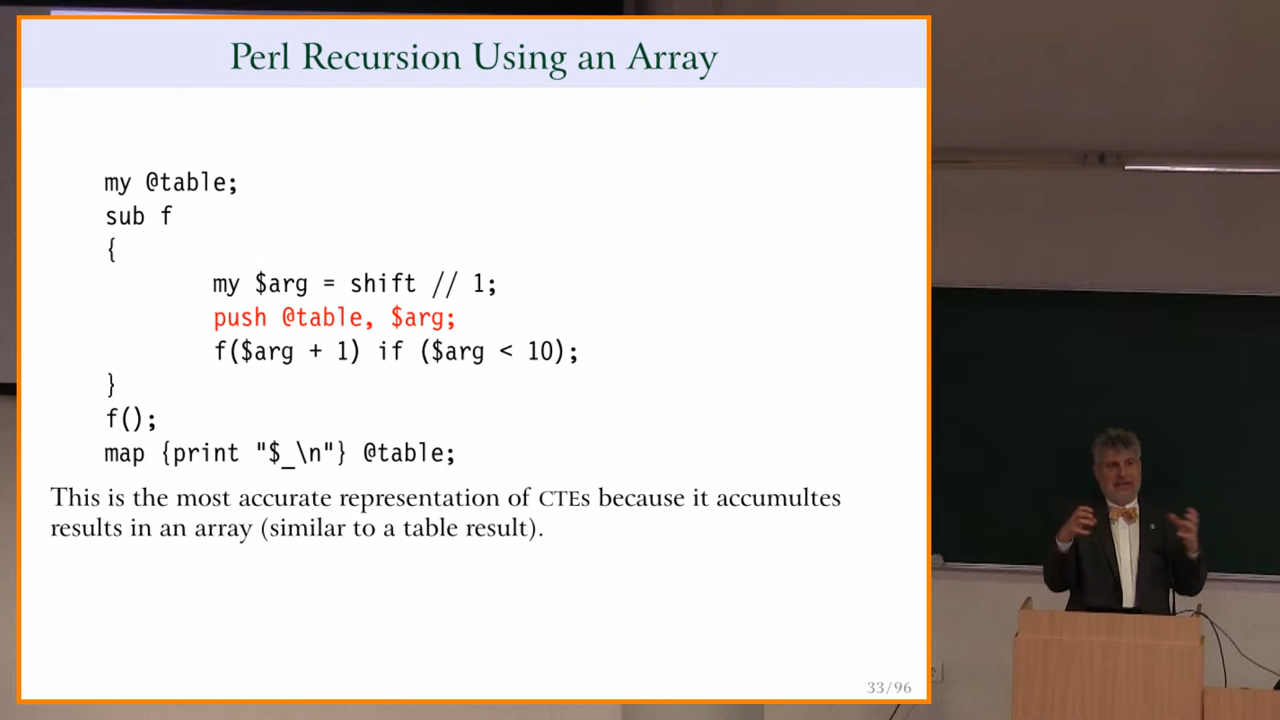 Perl Recursion Using an Array
my @table;
sub f
{
my $arg = shift // 1;
push @table, $arg;
f($arg + 1) if ($arg < 10);
}
f();
map {print "$_\n"} @table;
This is the most accurate representation of CTEs because it accumultes
results in an array (similar to a table result).
33/96